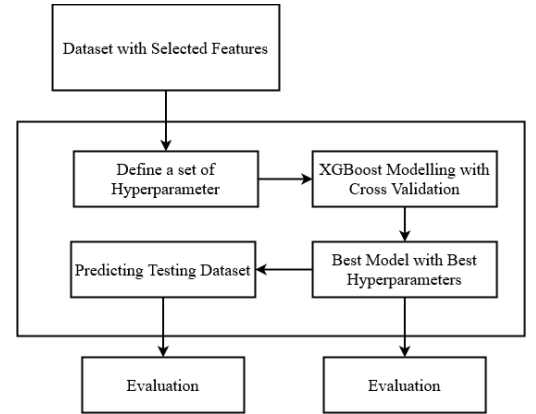 Dataset with Selected Features
Define a set of
Hyperparameter
XGBoost Modelling with
Cross Validation
Predicting Testing Dataset
Best Model with Best
Hyperparameters
Evaluation
Evaluation